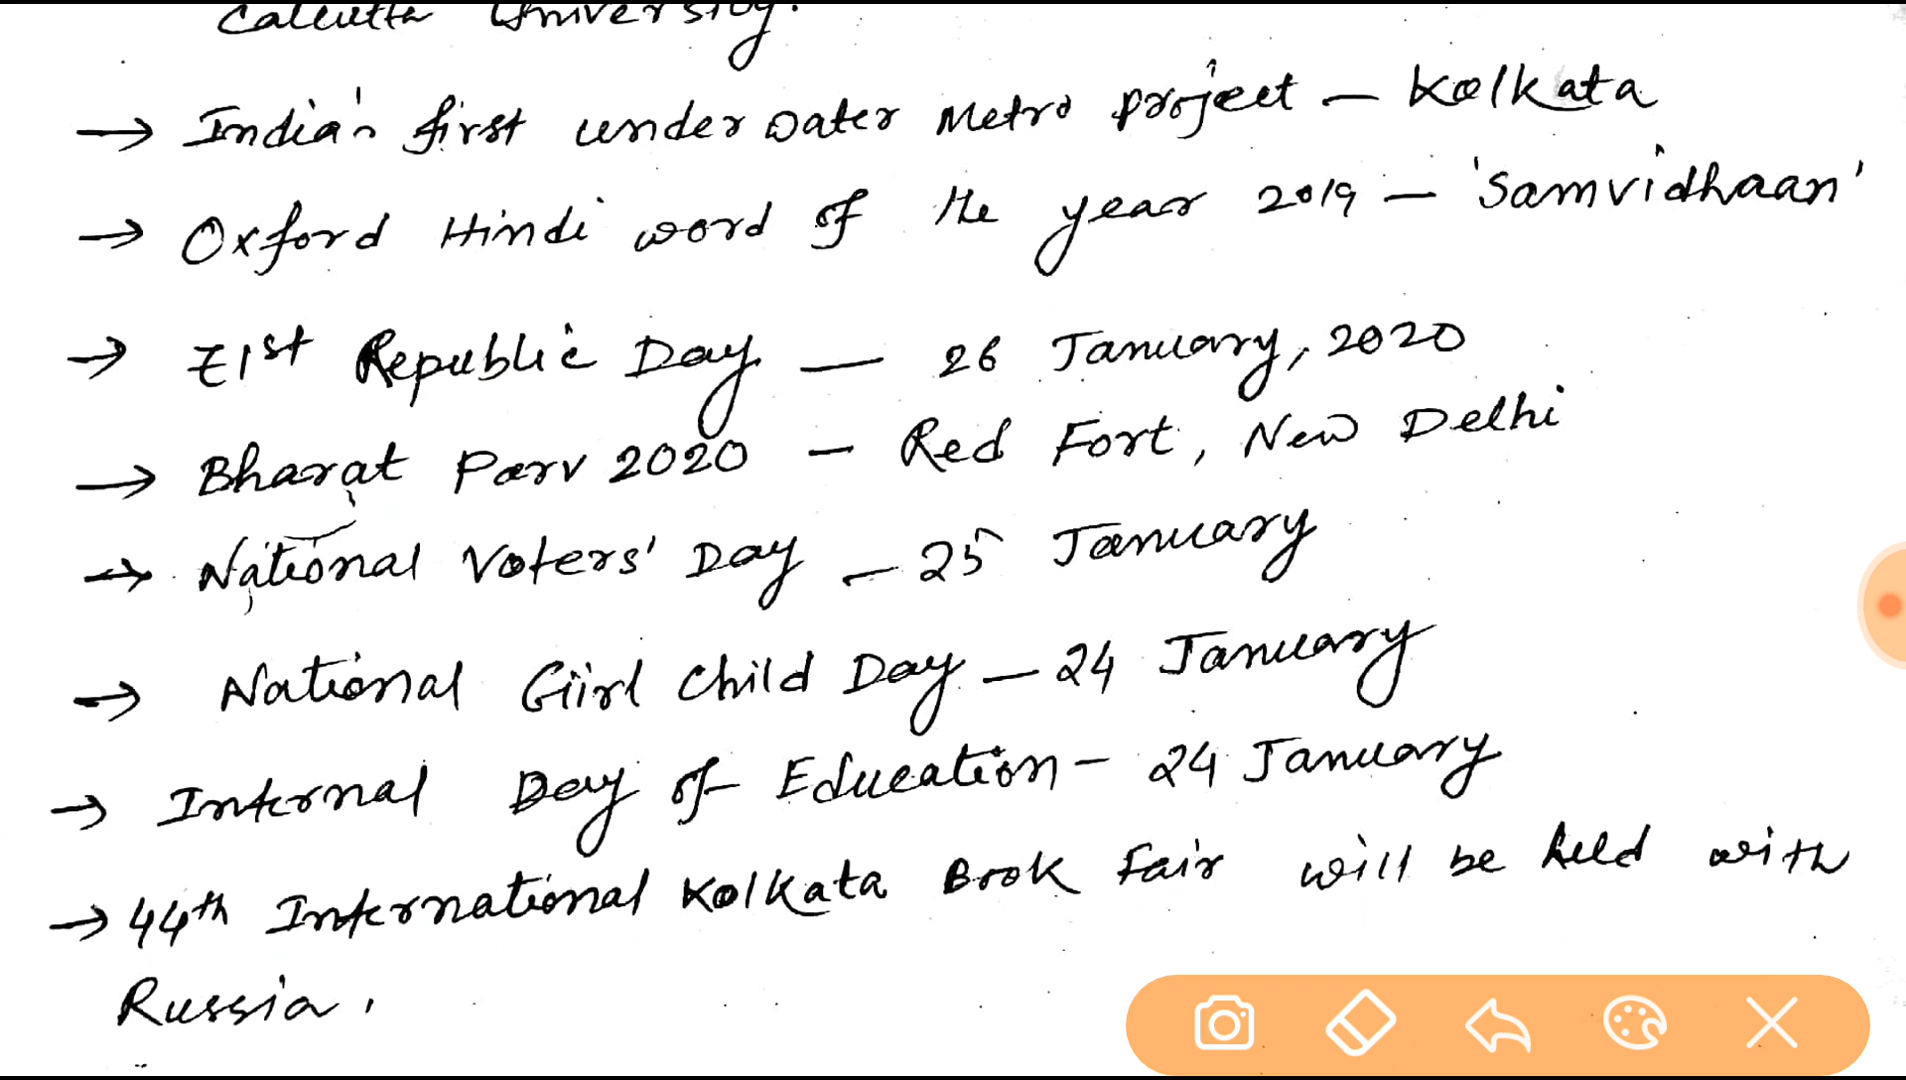 Calcutta University.
→ India's first under water Metro project – Kolkata
→ Oxford Hindi word of the year 2019 – 'Samvidhaan'
→ 71st Republic Day – 26 January, 2020
→ Bharat Parv 2020 – Red Fort, New Delhi
→ National Voters' Day – 25 January
→ National Girl Child Day – 24 January
→ Internal Day of Education – 24 January
→ 44th International Kolkata Book Fair will be held with
Russia.